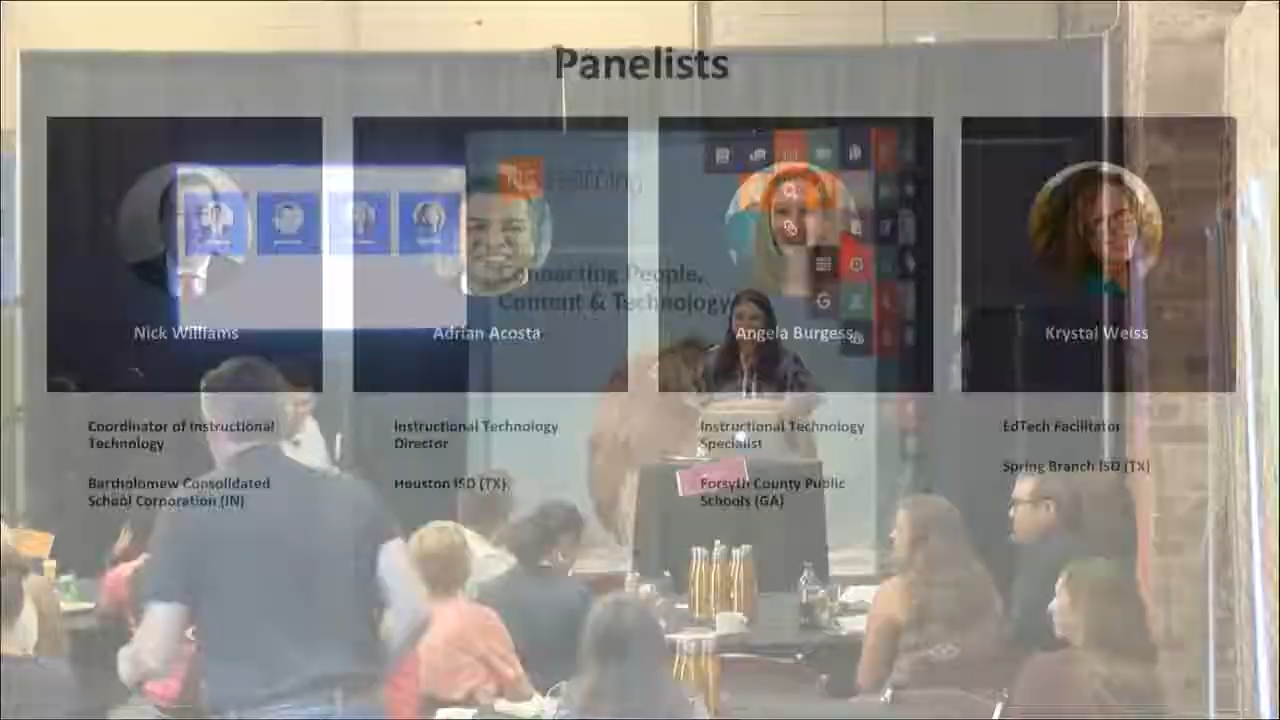 Panelists
Learning
Connecting People,
Content & Technology
Nick Williams
Adrian Acosta
Angela Burgess
Krystal Weiss
Coordinator of Instructional
Technology
Bartholomew Consolidated
School Corporation (IN)
Instructional Technology
Director
Houston ISD (TX)
Instructional Technology
Specialist
Forsyth County Public
Schools (GA)
EdTech Facilitator
Spring Branch ISD (TX)